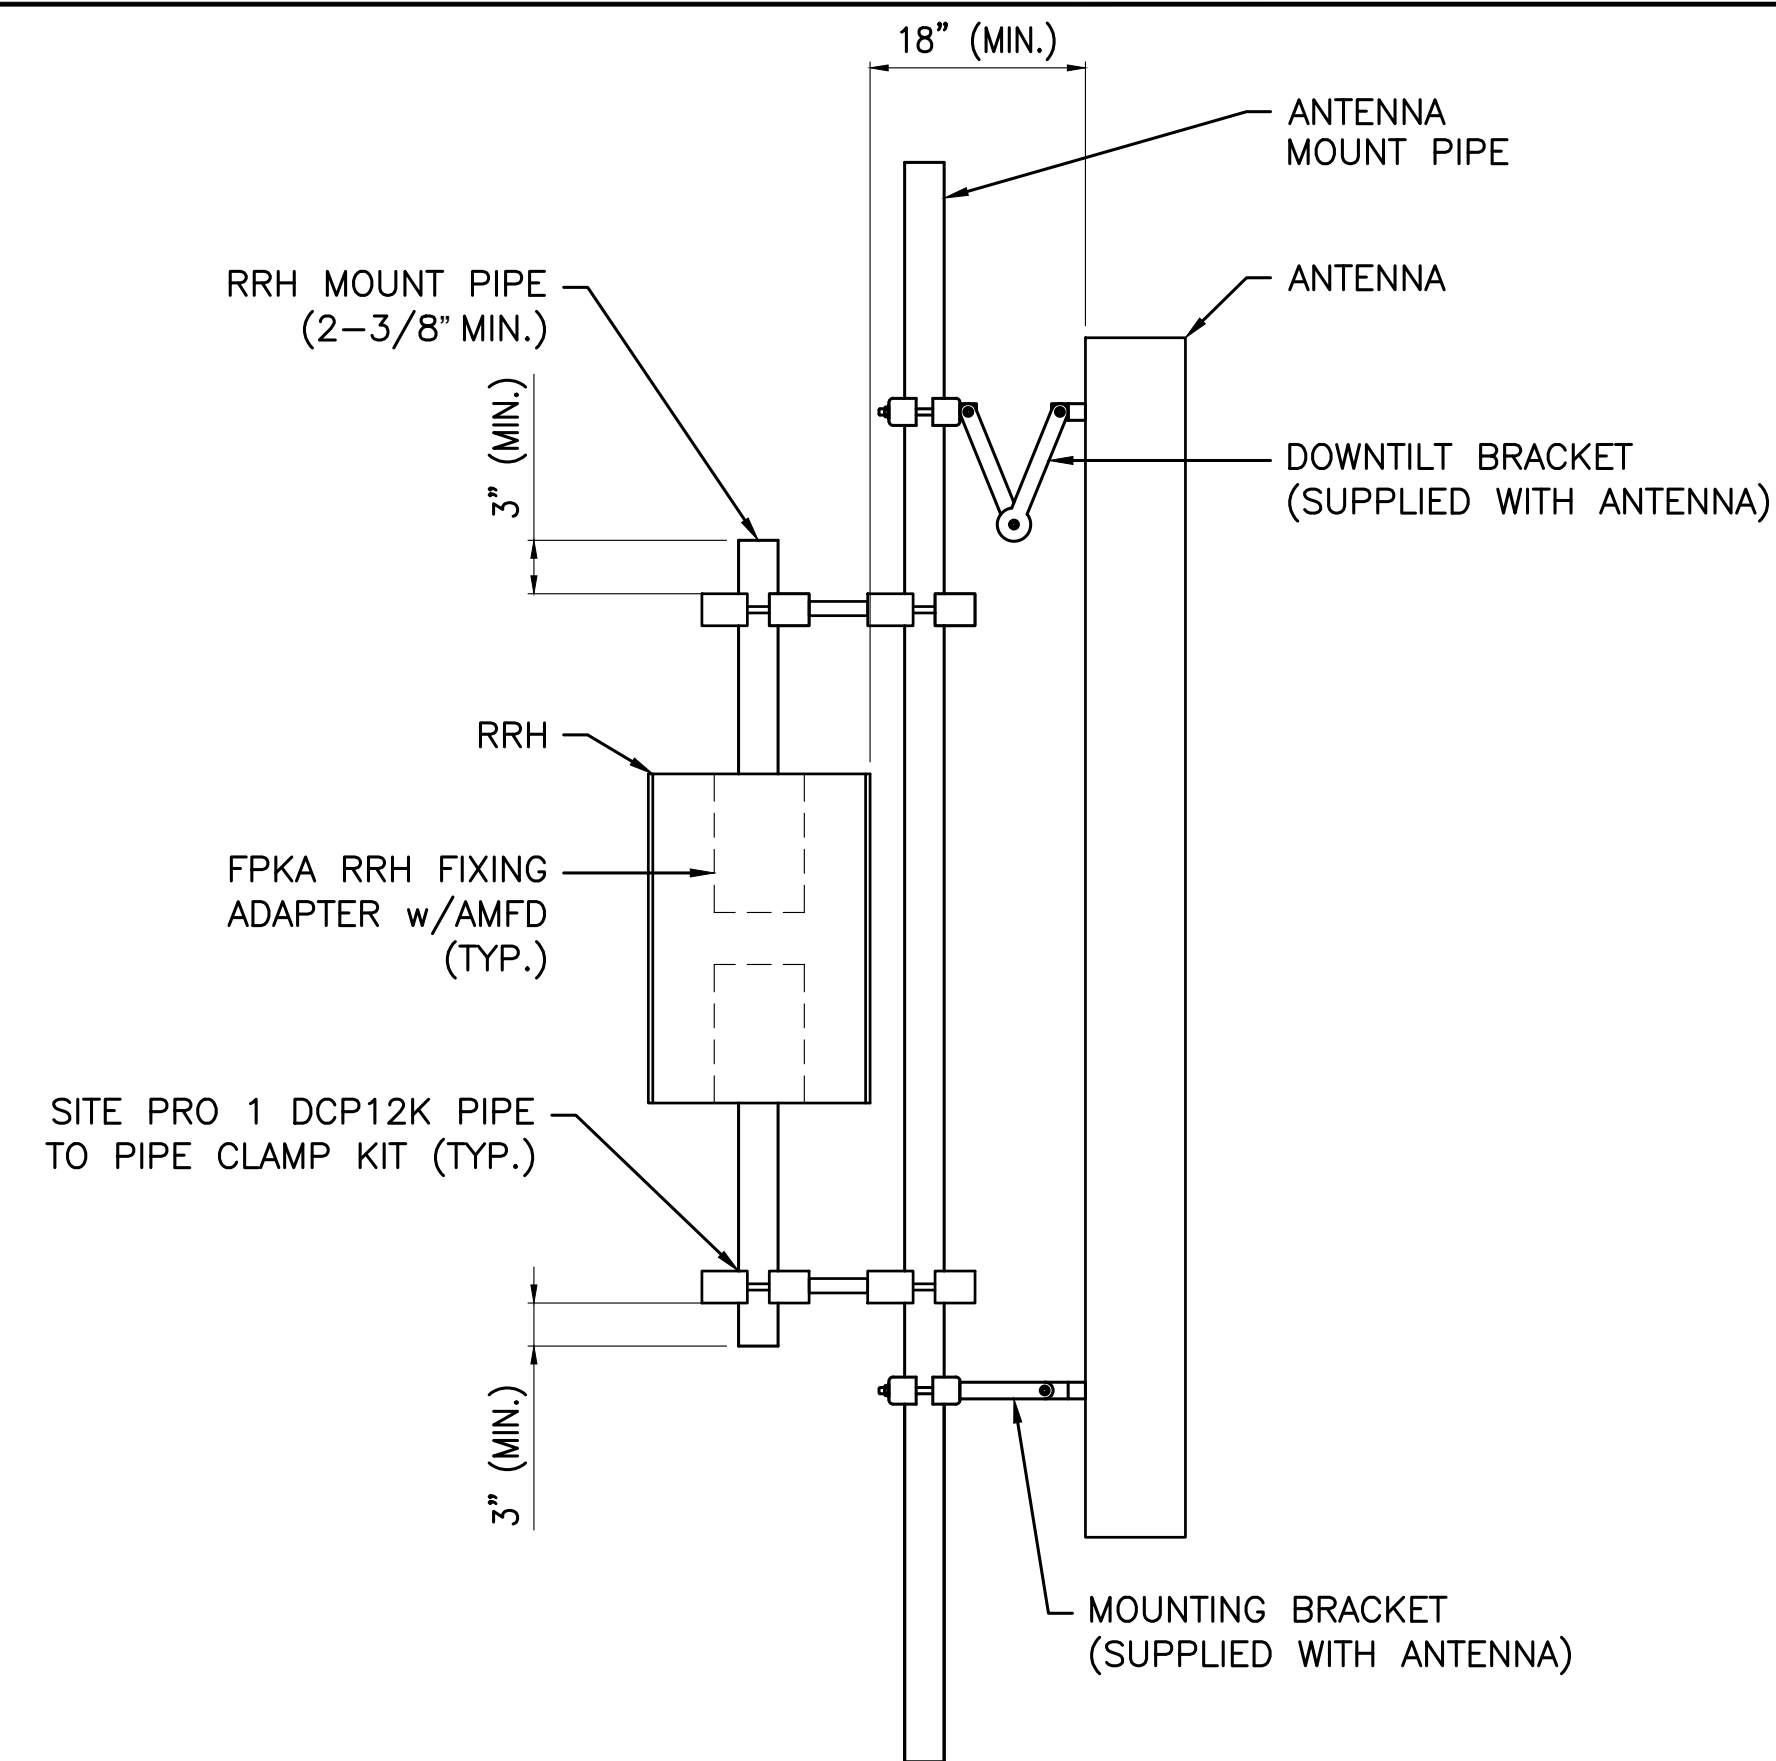 18" (MIN.)
ANTENNA
MOUNT PIPE
RRH MOUNT PIPE
(2-3/8" MIN.)
ANTENNA
3" (MIN.)
DOWNTILT BRACKET
(SUPPLIED WITH ANTENNA)
RRH
FPKA RRH FIXING
ADAPTER w/AMFD
(TYP.)
SITE PRO 1 DCP12K PIPE
TO PIPE CLAMP KIT (TYP.)
3" (MIN.)
MOUNTING BRACKET
(SUPPLIED WITH ANTENNA)